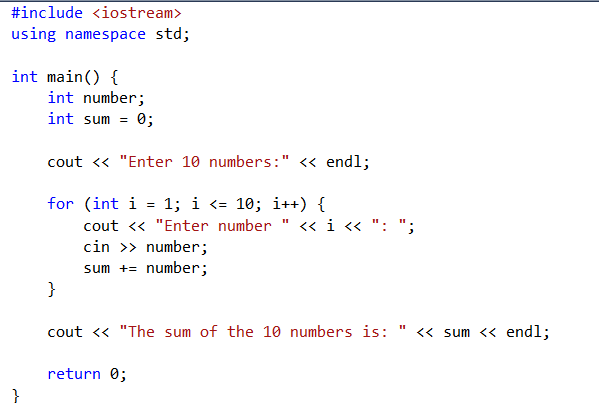 #include <iostream>
using namespace std;

int main() {
    int number;
    int sum = 0;

    cout << "Enter 10 numbers:" << endl;

    for (int i = 1; i <= 10; i++) {
        cout << "Enter number " << i << ": ";
        cin >> number;
        sum += number;
    }

    cout << "The sum of the 10 numbers is: " << sum << endl;

    return 0;
}